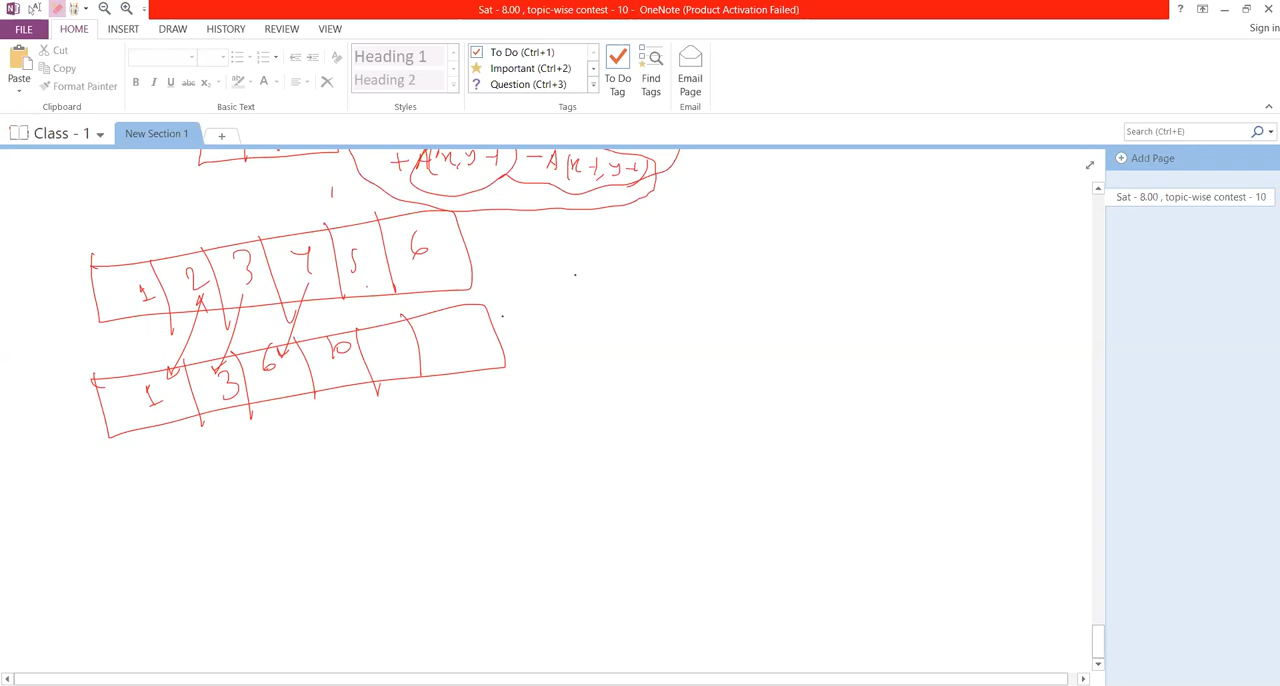 Sat - 8.00 , topic-wise contest - 10 - OneNote (Product Activation Failed)
FILE HOME INSERT DRAW HISTORY REVIEW VIEW Sign in
Paste Cut Copy Format Painter
Clipboard
B I U abc x₂ A
Basic Text
Heading 1
Heading 2
Styles
To Do (Ctrl+1)
Important (Ctrl+2)
Question (Ctrl+3)
To Do Tag
Find Tags
Tags
Email Page
Email
Class - 1
New Section 1
Search (Ctrl+E)
Add Page
Sat - 8.00 , topic-wise contest - 10
1 2 3 4 5 6
1 3 6 10